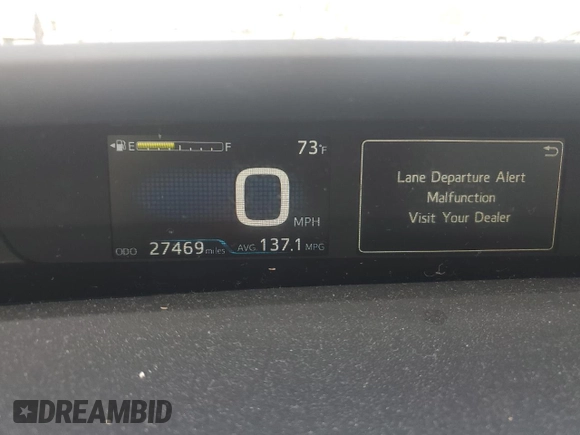 E F
73°F
0 MPH
ODO 27469 miles AVG 137.1 MPG
Lane Departure Alert
Malfunction
Visit Your Dealer
DREAMBID